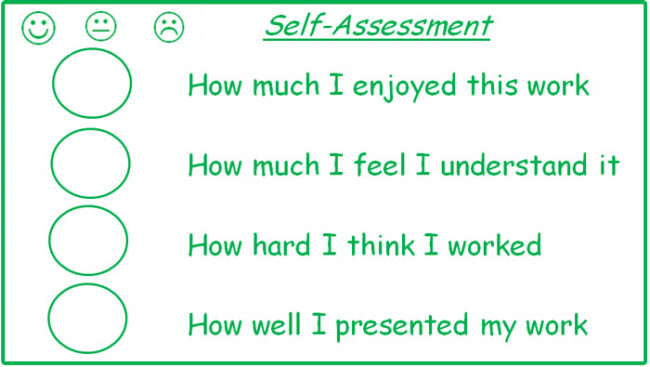 Self-Assessment
How much I enjoyed this work
How much I feel I understand it
How hard I think I worked
How well I presented my work